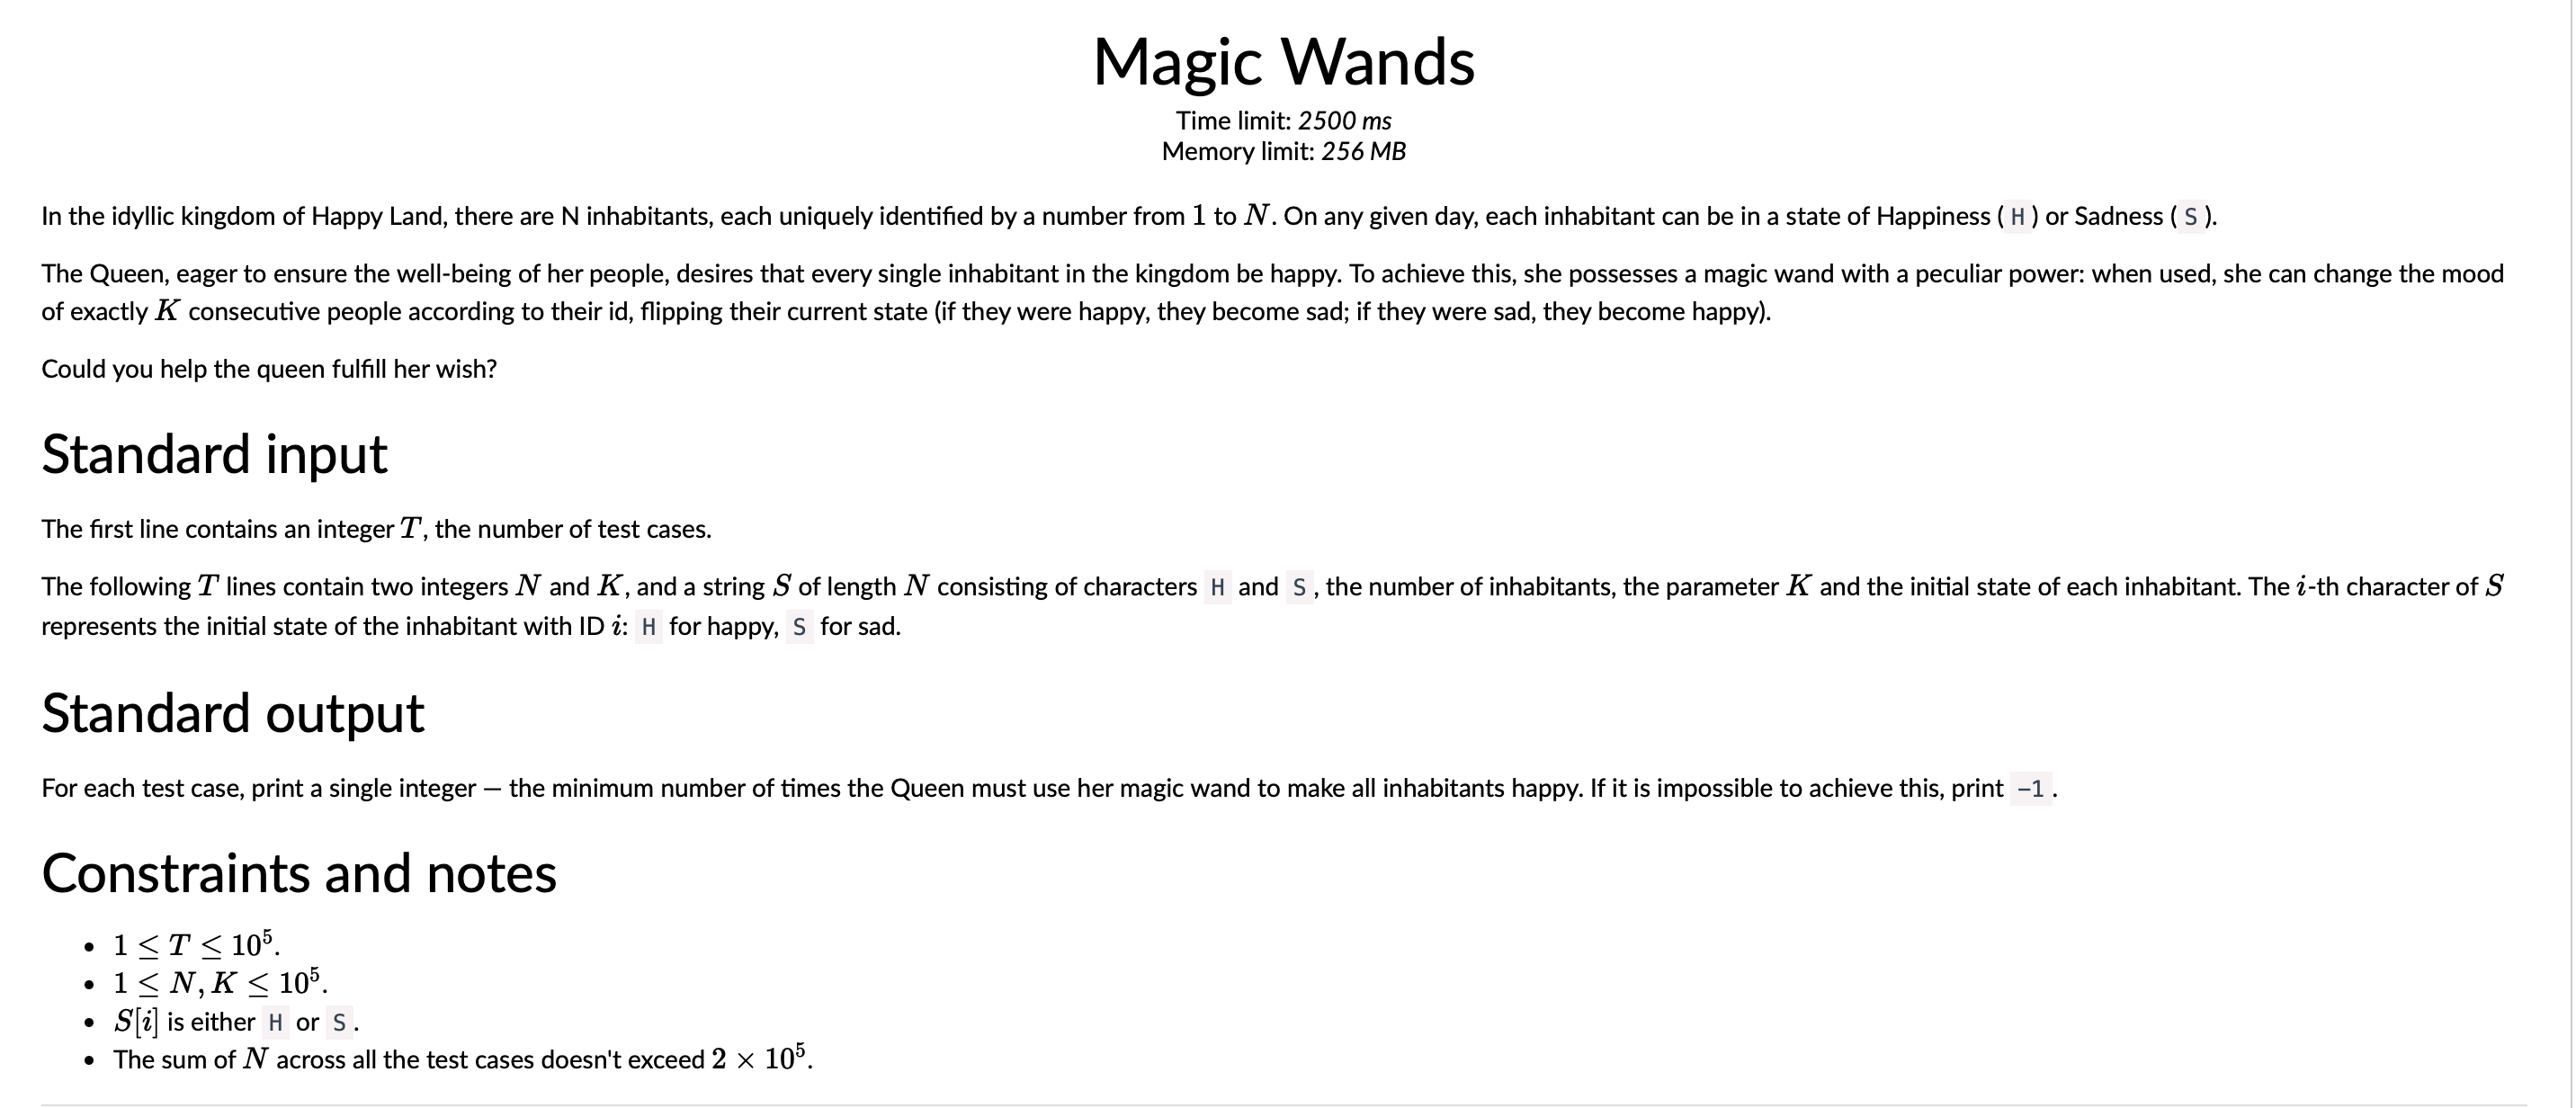 Magic Wands
Time limit: 2500 ms
Memory limit: 256 MB
In the idyllic kingdom of Happy Land, there are N inhabitants, each uniquely identified by a number from 1 to N. On any given day, each inhabitant can be in a state of Happiness ( H ) or Sadness ( S ).
The Queen, eager to ensure the well-being of her people, desires that every single inhabitant in the kingdom be happy. To achieve this, she possesses a magic wand with a peculiar power: when used, she can change the mood
of exactly K consecutive people according to their id, flipping their current state (if they were happy, they become sad; if they were sad, they become happy).
Could you help the queen fulfill her wish?
Standard input
The first line contains an integer T, the number of test cases.
The following T lines contain two integers N and K, and a string S of length N consisting of characters H and S , the number of inhabitants, the parameter K and the initial state of each inhabitant. The i-th character of S
represents the initial state of the inhabitant with ID i: H for happy, S for sad.
Standard output
For each test case, print a single integer — the minimum number of times the Queen must use her magic wand to make all inhabitants happy. If it is impossible to achieve this, print −1 .
Constraints and notes
• 1 ≤ T ≤ 10⁵.
• 1 ≤ N, K ≤ 10⁵.
• S[i] is either H or S .
• The sum of N across all the test cases doesn't exceed 2 × 10⁵.